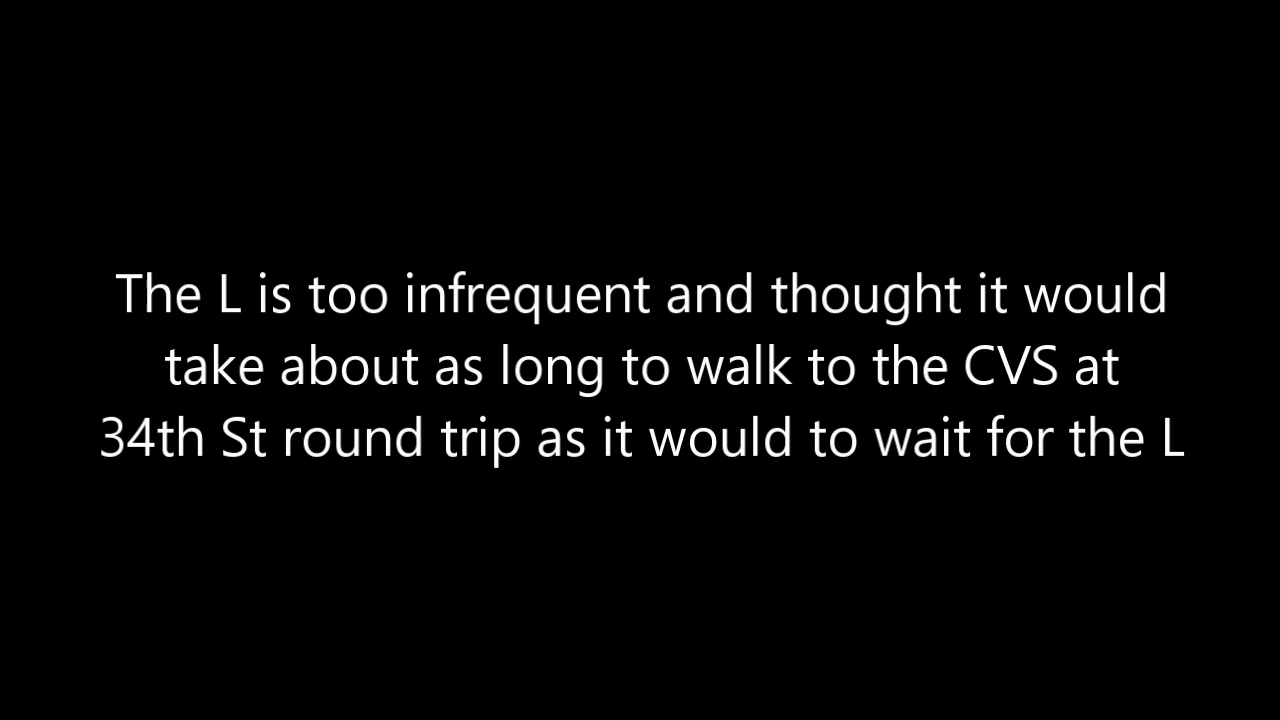 The L is too infrequent and thought it would
take about as long to walk to the CVS at
34th St round trip as it would to wait for the L